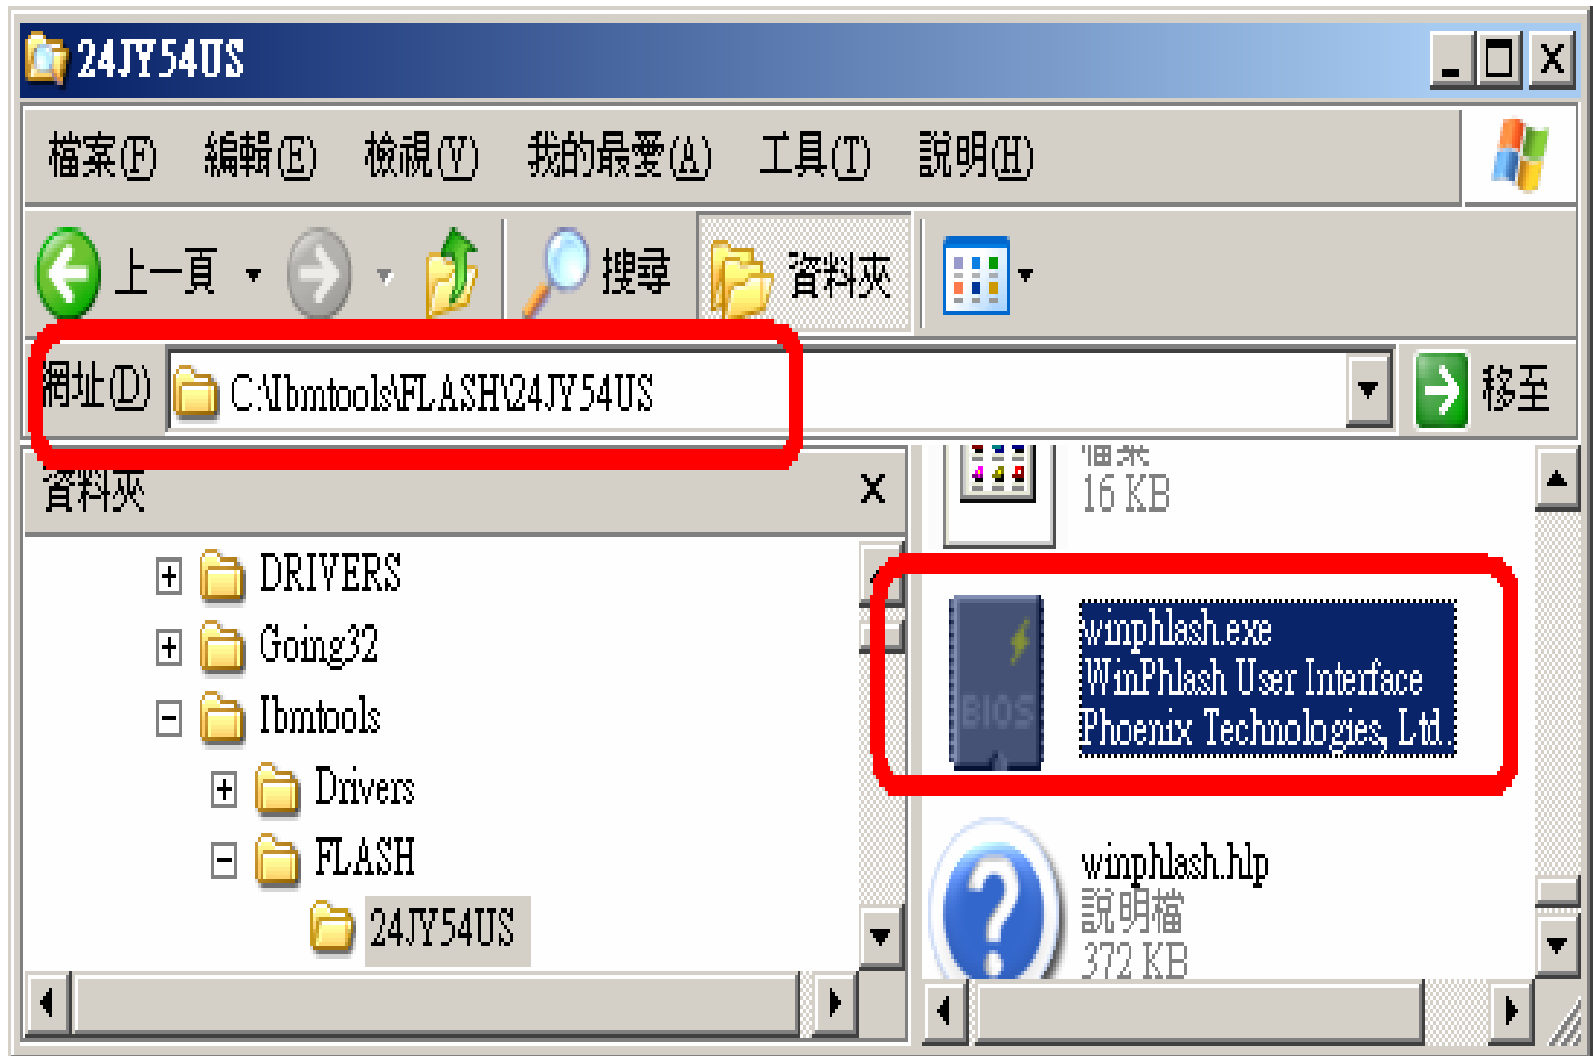 24JY54US
檔案(F) 編輯(E) 檢視(V) 我的最愛(A) 工具(T) 說明(H)
上一頁 搜尋 資料夾
網址(D) C:\Ibmtools\FLASH\24JY54US 移至
資料夾
DRIVERS
Going32
Ibmtools
Drivers
FLASH
24JY54US
檔案
16 KB
winphlash.exe
WinPhlash User Interface
Phoenix Technologies, Ltd.
BIOS
winphlash.hlp
說明檔
372 KB